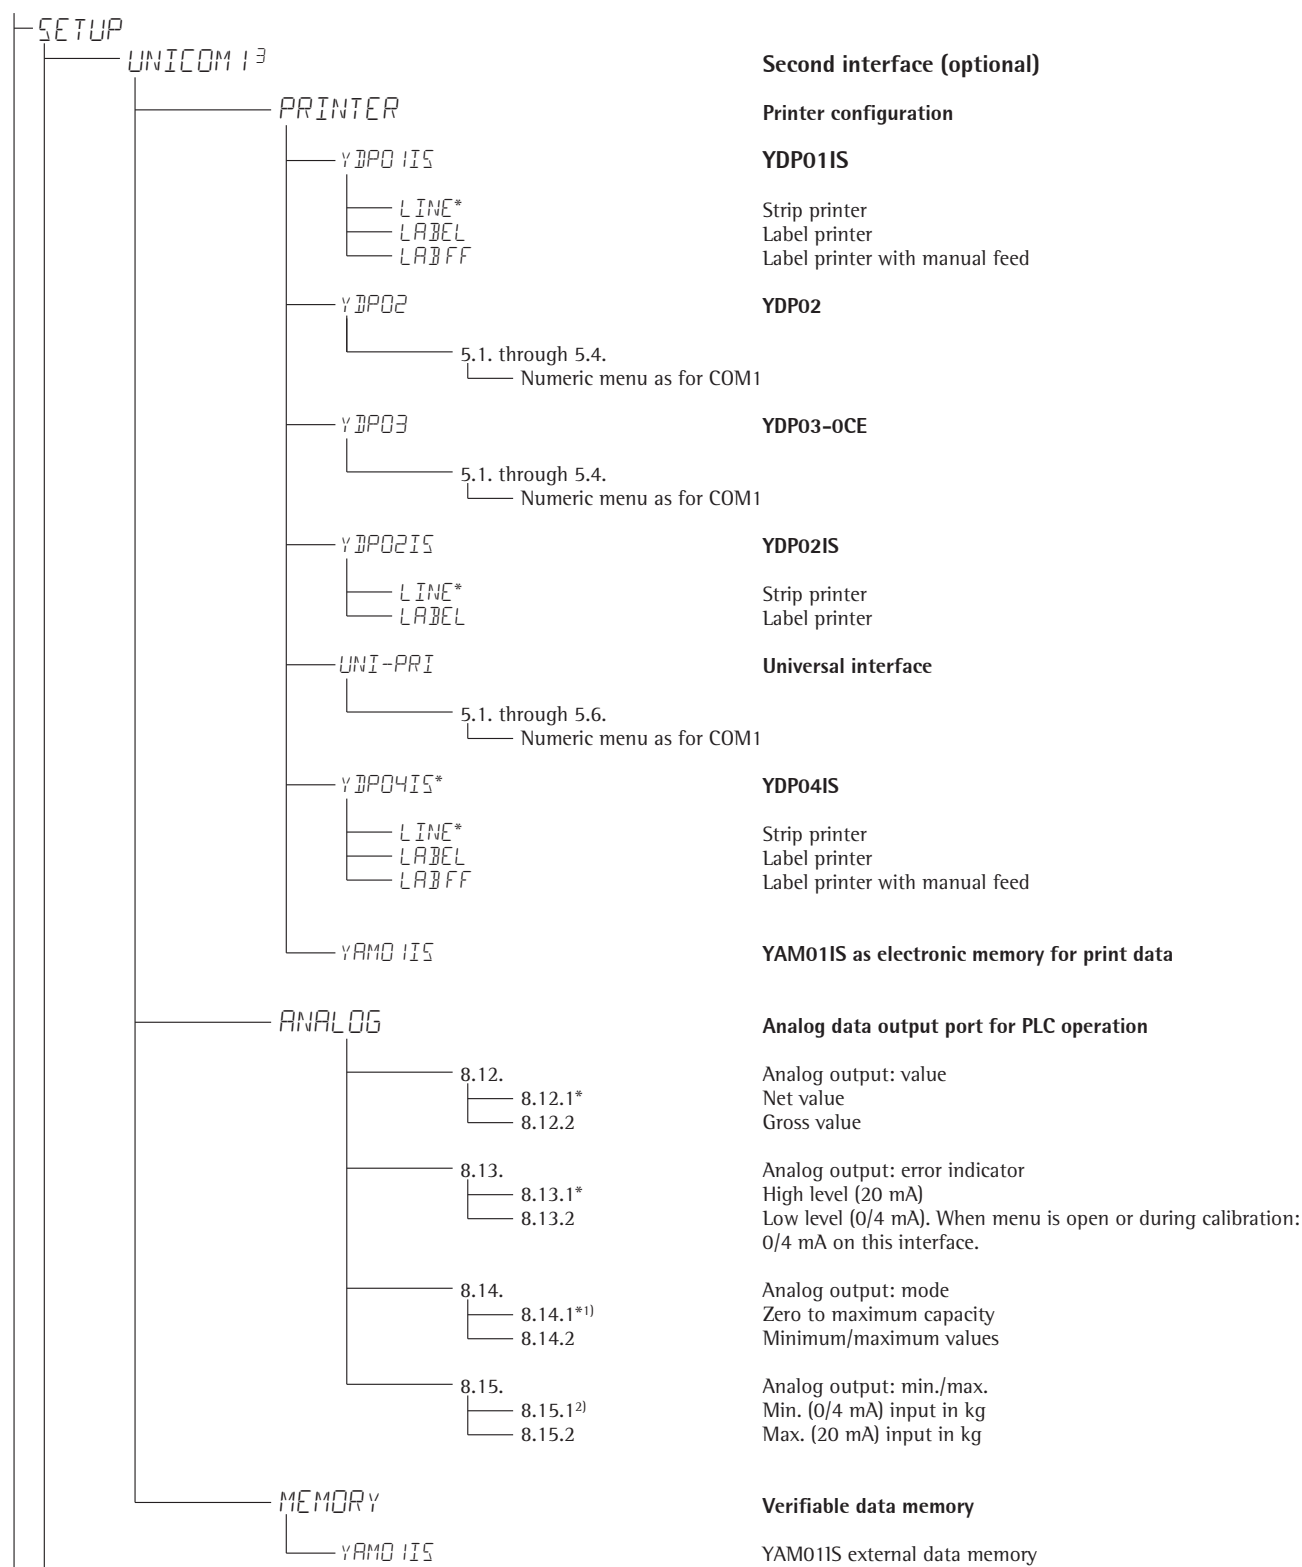 SETUP
UNICOM 1 3 Second interface (optional)
PRINTER Printer configuration
YDP01IS YDP01IS
LINE* Strip printer
LABEL Label printer
LABFF Label printer with manual feed
YDP02 YDP02
5.1. through 5.4.
Numeric menu as for COM1
YDP03 YDP03-0CE
5.1. through 5.4.
Numeric menu as for COM1
YDP02IS YDP02IS
LINE* Strip printer
LABEL Label printer
UNI-PRI Universal interface
5.1. through 5.6.
Numeric menu as for COM1
YDP04IS* YDP04IS
LINE* Strip printer
LABEL Label printer
LABFF Label printer with manual feed
YAM01IS YAM01IS as electronic memory for print data
ANALOG Analog data output port for PLC operation
8.12. Analog output: value
8.12.1* Net value
8.12.2 Gross value
8.13. Analog output: error indicator
8.13.1* High level (20 mA)
8.13.2 Low level (0/4 mA). When menu is open or during calibration:
0/4 mA on this interface.
8.14. Analog output: mode
8.14.1*1) Zero to maximum capacity
8.14.2 Minimum/maximum values
8.15. Analog output: min./max.
8.15.12) Min. (0/4 mA) input in kg
8.15.2 Max. (20 mA) input in kg
MEMORY Verifiable data memory
YAM01IS YAM01IS external data memory